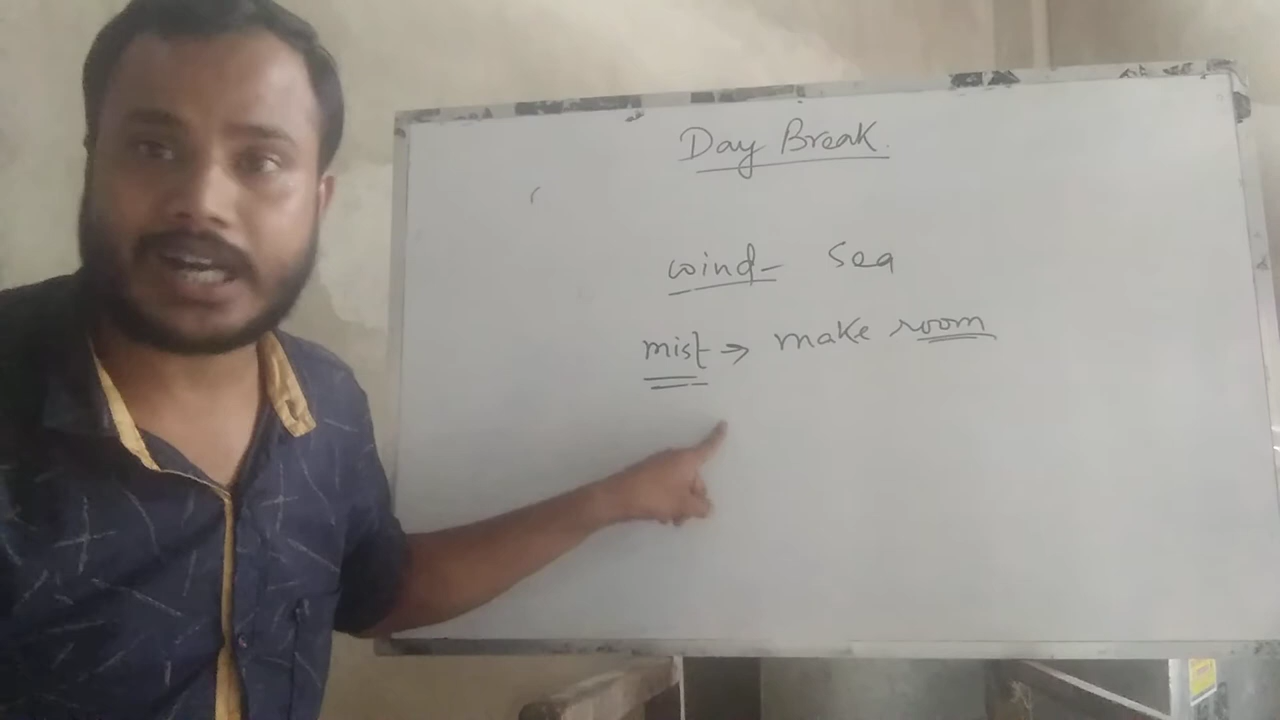 Day Break.
wind- sea
mist → make room